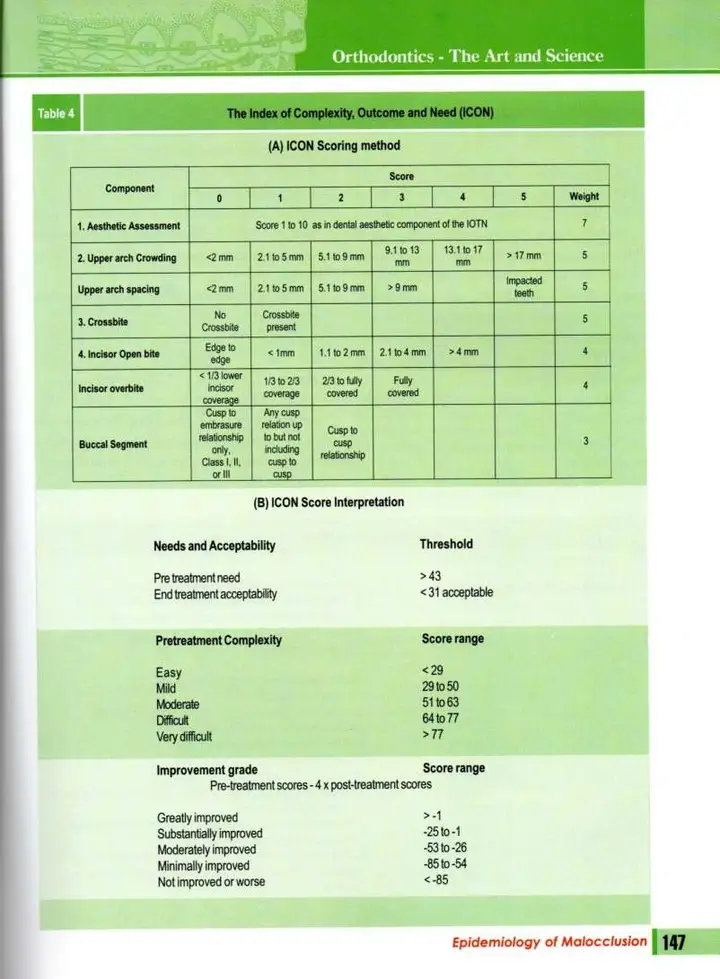 Orthodontics - The Art and Science
Table 4
The Index of Complexity, Outcome and Need (ICON)
(A) ICON Scoring method
Component Score
0 1 2 3 4 5 Weight
1. Aesthetic Assessment Score 1 to 10 as in dental aesthetic component of the IOTN 7
2. Upper arch Crowding <2 mm 2.1 to 5 mm 5.1 to 9 mm 9.1 to 13 mm 13.1 to 17 mm > 17 mm 5
Upper arch spacing <2 mm 2.1 to 5 mm 5.1 to 9 mm > 9 mm Impacted teeth 5
3. Crossbite No Crossbite Crossbite present 5
4. Incisor Open bite Edge to edge < 1mm 1.1 to 2 mm 2.1 to 4 mm > 4 mm 4
Incisor overbite < 1/3 lower incisor coverage 1/3 to 2/3 coverage 2/3 to fully covered Fully covered 4
Buccal Segment Cusp to embrasure relationship only, Class I, II, or III Any cusp relation up to but not including cusp to cusp Cusp to cusp relationship 3
(B) ICON Score Interpretation
Needs and Acceptability Threshold
Pre treatment need > 43
End treatment acceptability < 31 acceptable
Pretreatment Complexity Score range
Easy < 29
Mild 29 to 50
Moderate 51 to 63
Difficult 64 to 77
Very difficult > 77
Improvement grade Score range
Pre-treatment scores - 4 x post-treatment scores
Greatly improved > -1
Substantially improved -25 to -1
Moderately improved -53 to -26
Minimally improved -85 to -54
Not improved or worse < -85
Epidemiology of Malocclusion 147